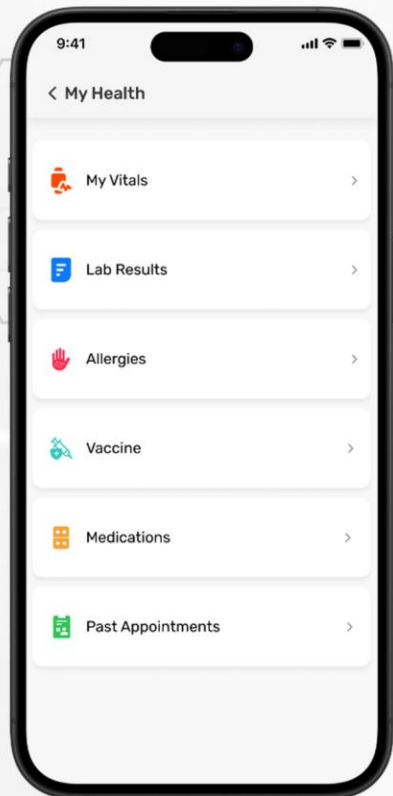 9:41
My Health
My Vitals
Lab Results
Allergies
Vaccine
Medications
Past Appointments